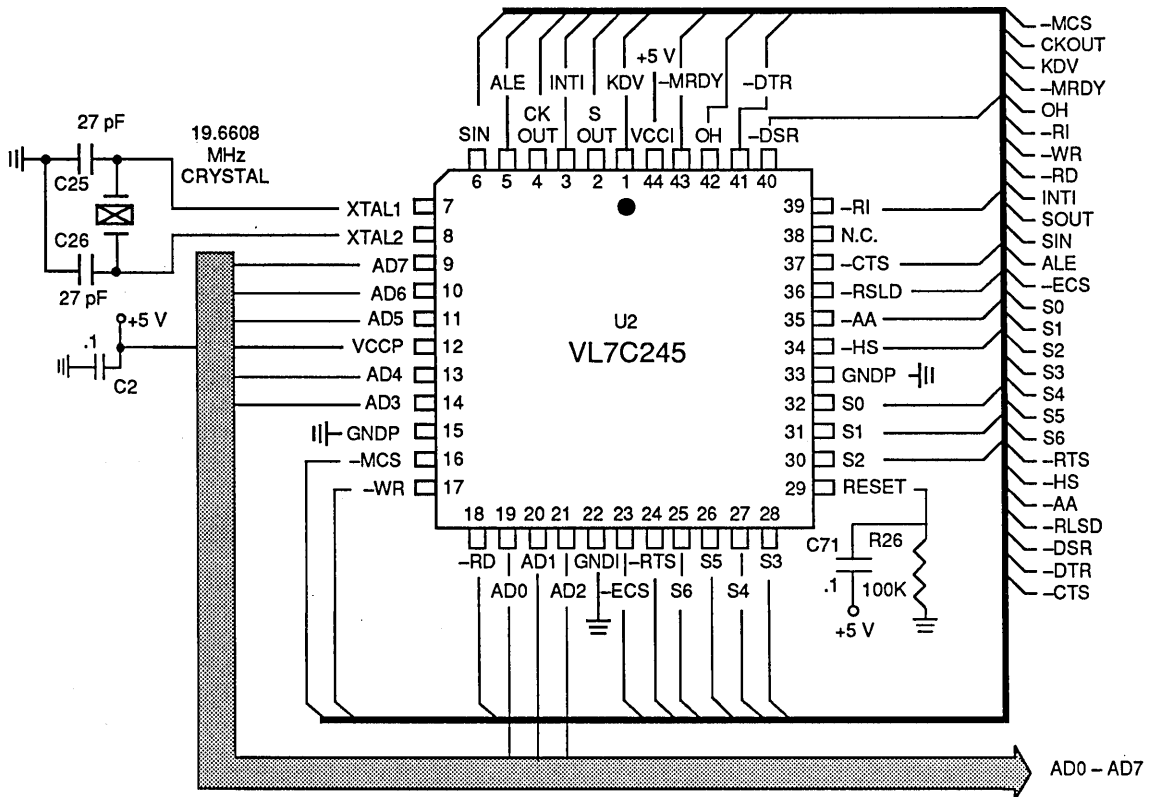 27 pF
C25
19.6608
MHz
CRYSTAL
C26
27 pF
+5 V
.1
C2
SIN
ALE
CK
OUT
INTI
S
OUT
KDV
+5 V
VCCI
–MRDY
OH
–DTR
–DSR
6 5 4 3 2 1 44 43 42 41 40
XTAL1 7
XTAL2 8
AD7 9
AD6 10
AD5 11
VCCP 12
AD4 13
AD3 14
GNDP 15
–MCS 16
–WR 17
U2
VL7C245
39 –RI
38 N.C.
37 –CTS
36 –RSLD
35 –AA
34 –HS
33 GNDP
32 S0
31 S1
30 S2
29 RESET
18 19 20 21 22 23 24 25 26 27 28
–RD AD1 GNDI –RTS S5 S3
AD0 AD2 –ECS S6 S4
C71
.1
+5 V
R26
100K
–MCS
CKOUT
KDV
–MRDY
OH
–RI
–WR
–RD
INTI
SOUT
SIN
ALE
–ECS
S0
S1
S2
S3
S4
S5
S6
–RTS
–HS
–AA
–RLSD
–DSR
–DTR
–CTS
AD0 – AD7